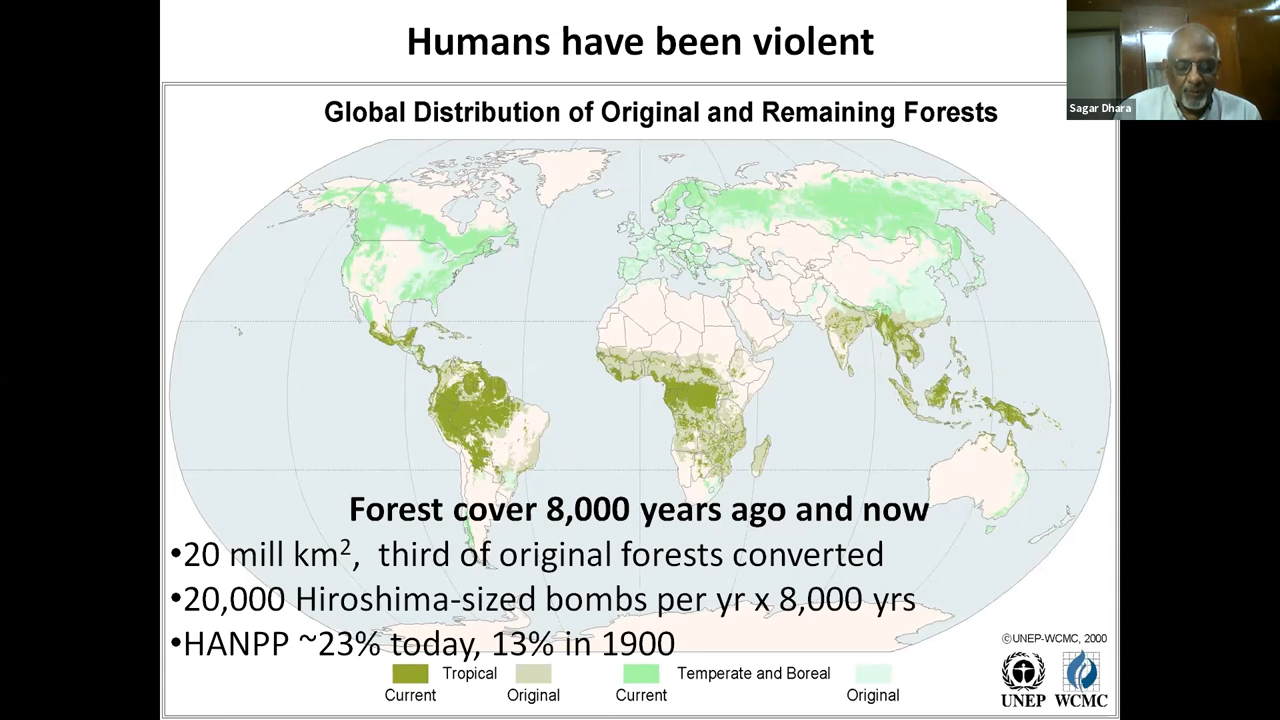 Humans have been violent
Sagar Dhara
Global Distribution of Original and Remaining Forests
Forest cover 8,000 years ago and now
•20 mill km², third of original forests converted
•20,000 Hiroshima-sized bombs per yr x 8,000 yrs
•HANPP ~23% today, 13% in 1900
©UNEP-WCMC, 2000
Tropical Temperate and Boreal
Current Original Current Original
UNEP WCMC